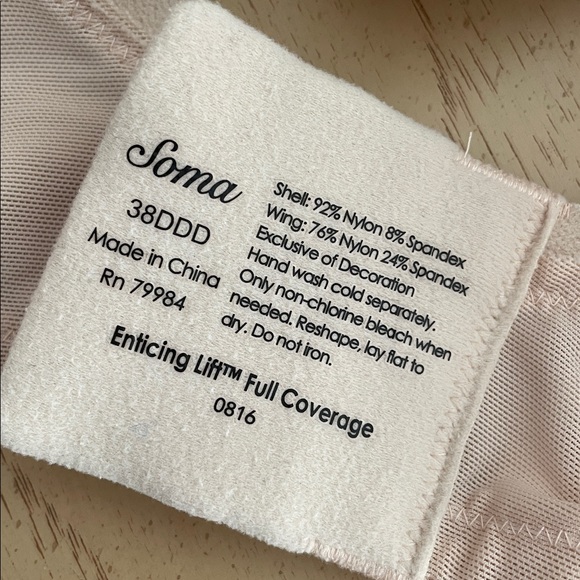 Soma
38DDD
Made in China
Rn 79984
Shell: 92% Nylon 8% Spandex
Wing: 76% Nylon 24% Spandex
Exclusive of Decoration
Hand wash cold separately.
Only non-chlorine bleach when
needed. Reshape, lay flat to
dry. Do not iron.
Enticing Lift™ Full Coverage
0816